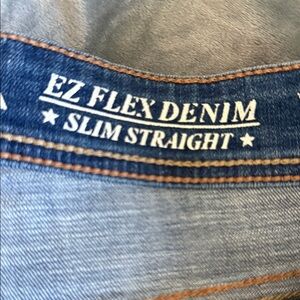 EZ FLEX DENIM
★ SLIM STRAIGHT ★